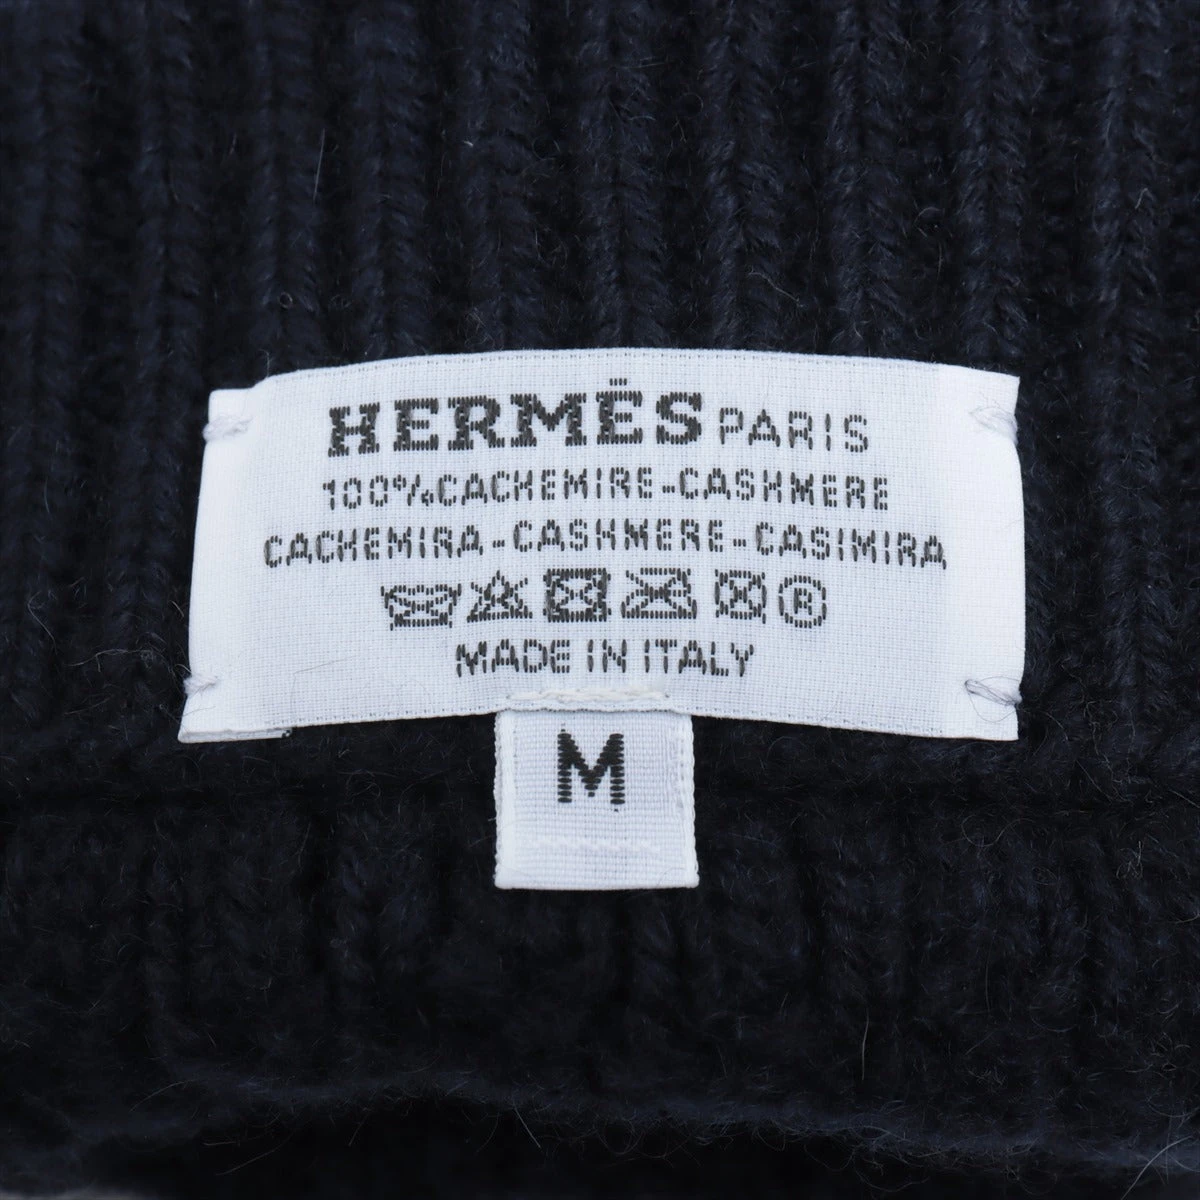 HERMÈS PARIS
100% CACHEMIRE-CASHMERE
CACHEMIRA-CASHMERE-CASIMIRA
®
MADE IN ITALY
M